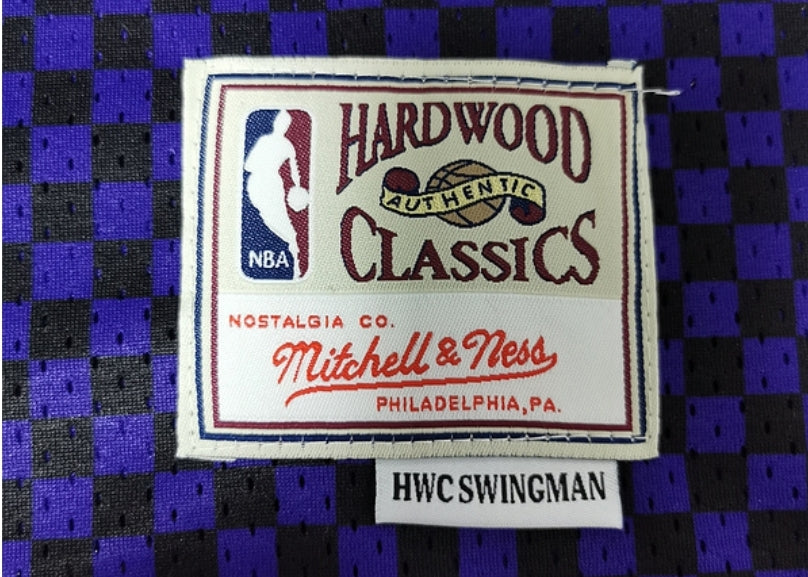 HARDWOOD
AUTHENTIC
CLASSICS
NBA
NOSTALGIA CO.
Mitchell & Ness
PHILADELPHIA, PA.
HWC SWINGMAN